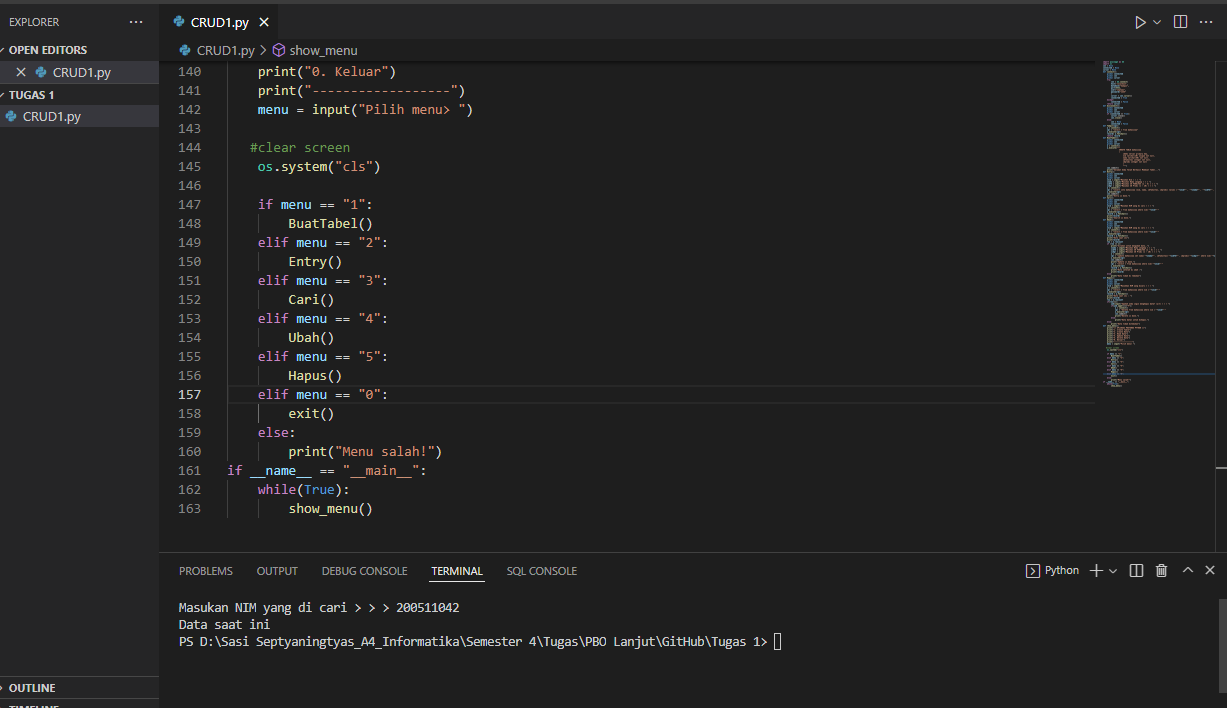 EXPLORER
OPEN EDITORS
CRUD1.py
TUGAS 1
CRUD1.py
OUTLINE
TIMELINE
CRUD1.py
CRUD1.py > show_menu
140 print("0. Keluar")
141 print("------------------")
142 menu = input("Pilih menu> ")
143
144 #clear screen
145 os.system("cls")
146
147 if menu == "1":
148 BuatTabel()
149 elif menu == "2":
150 Entry()
151 elif menu == "3":
152 Cari()
153 elif menu == "4":
154 Ubah()
155 elif menu == "5":
156 Hapus()
157 elif menu == "0":
158 exit()
159 else:
160 print("Menu salah!")
161 if __name__ == "__main__":
162 while(True):
163 show_menu()
PROBLEMS OUTPUT DEBUG CONSOLE TERMINAL SQL CONSOLE
Python
Masukan NIM yang di cari > > > 200511042
Data saat ini
PS D:\Sasi Septyaningtyas_A4_Informatika\Semester 4\Tugas\PBO Lanjut\GitHub\Tugas 1>